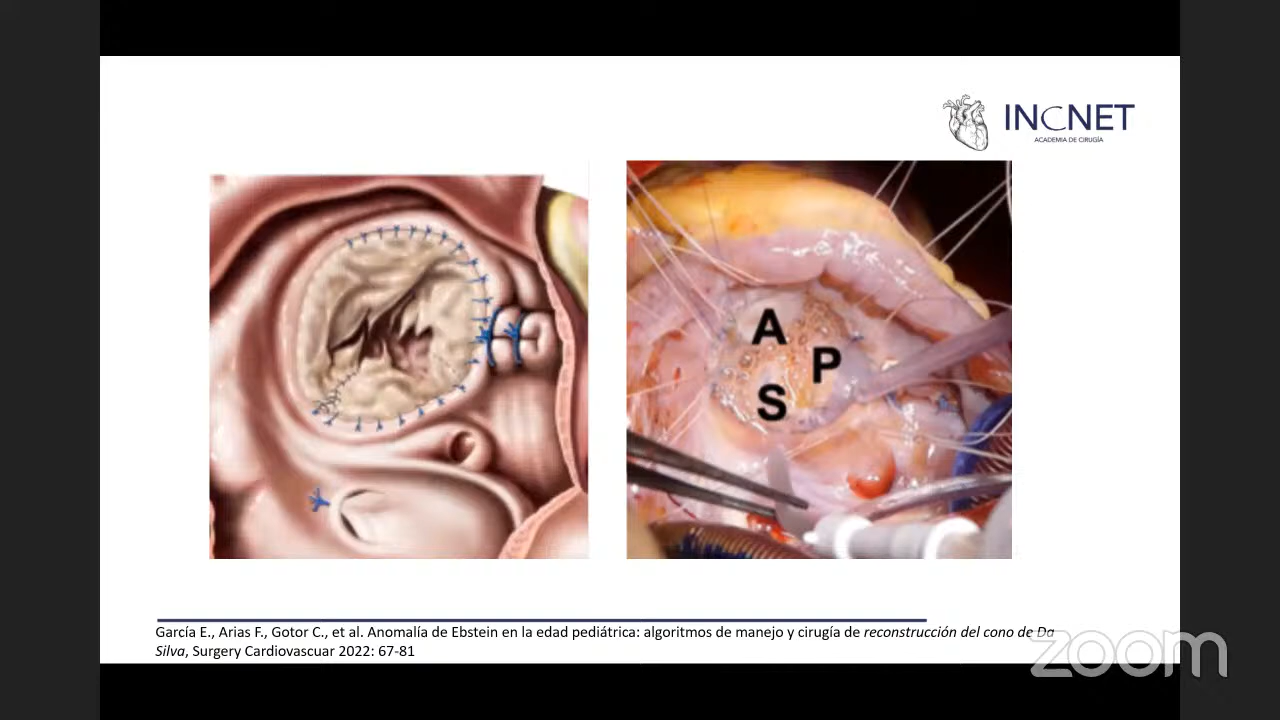 INCNET
ACADEMIA DE CIRUGÍA
A
P
S
García E., Arias F., Gotor C., et al. Anomalía de Ebstein en la edad pediátrica: algoritmos de manejo y cirugía de reconstrucción del cono de Da
Silva, Surgery Cardiovascuar 2022: 67-81
zoom